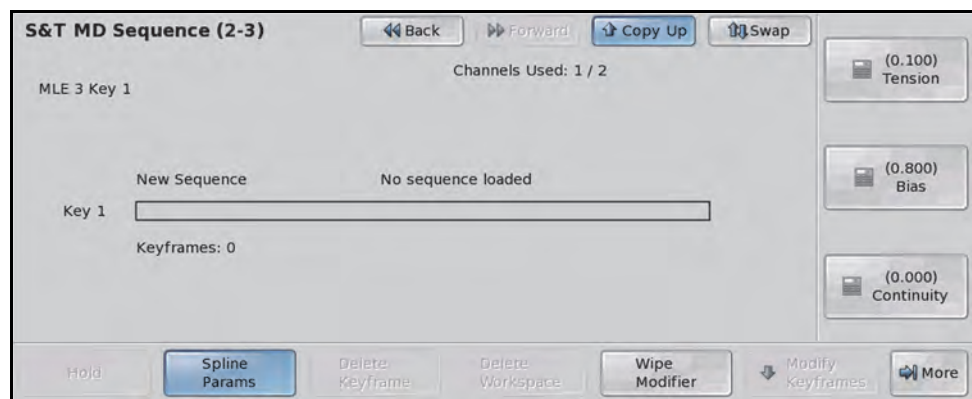 S&T MD Sequence (2-3)
Back
Forward
Copy Up
Swap
Channels Used: 1 / 2
MLE 3 Key 1
New Sequence
No sequence loaded
Key 1
Keyframes: 0
(0.100)
Tension
(0.800)
Bias
(0.000)
Continuity
Hold
Spline
Params
Delete
Keyframe
Delete
Workspace
Wipe
Modifier
Modify
Keyframes
More